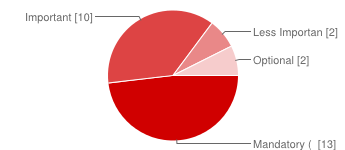 Important [10]
Less Importan [2]
Optional [2]
Mandatory ( [13]